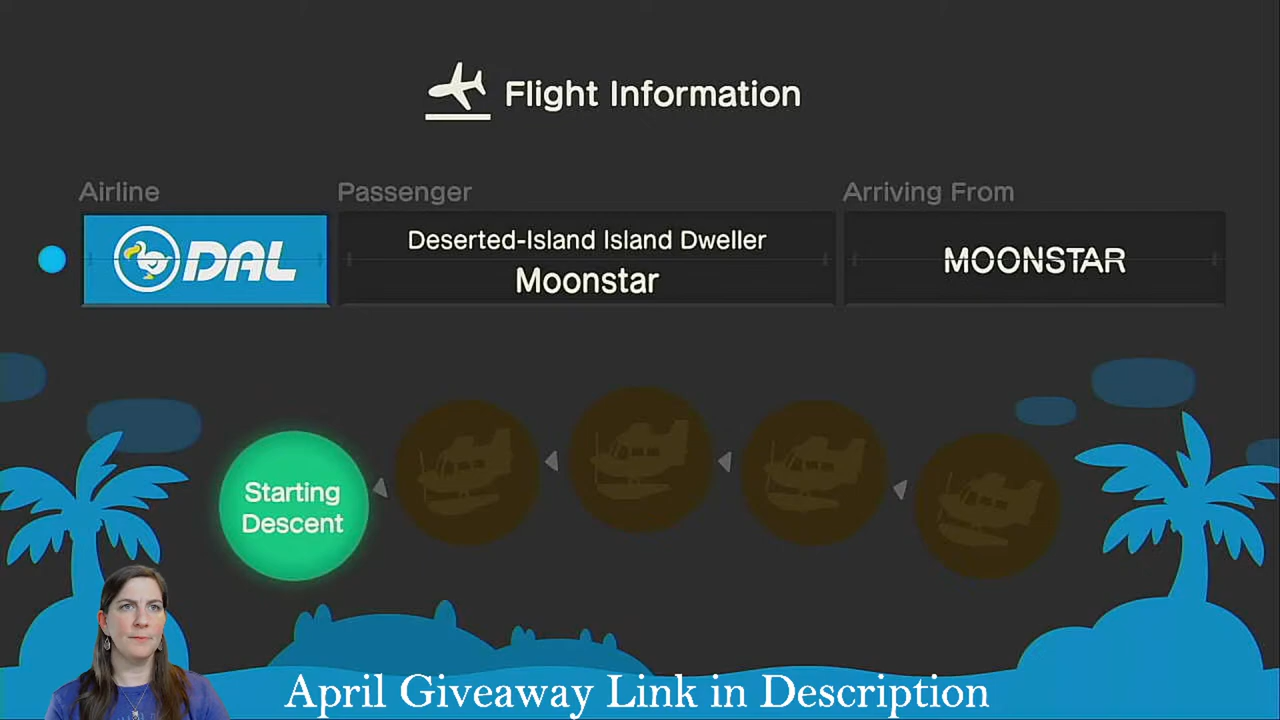 Flight Information
Airline
Passenger
Arriving From
DAL
Deserted-Island Island Dweller
Moonstar
MOONSTAR
Starting
Descent
April Giveaway Link in Description